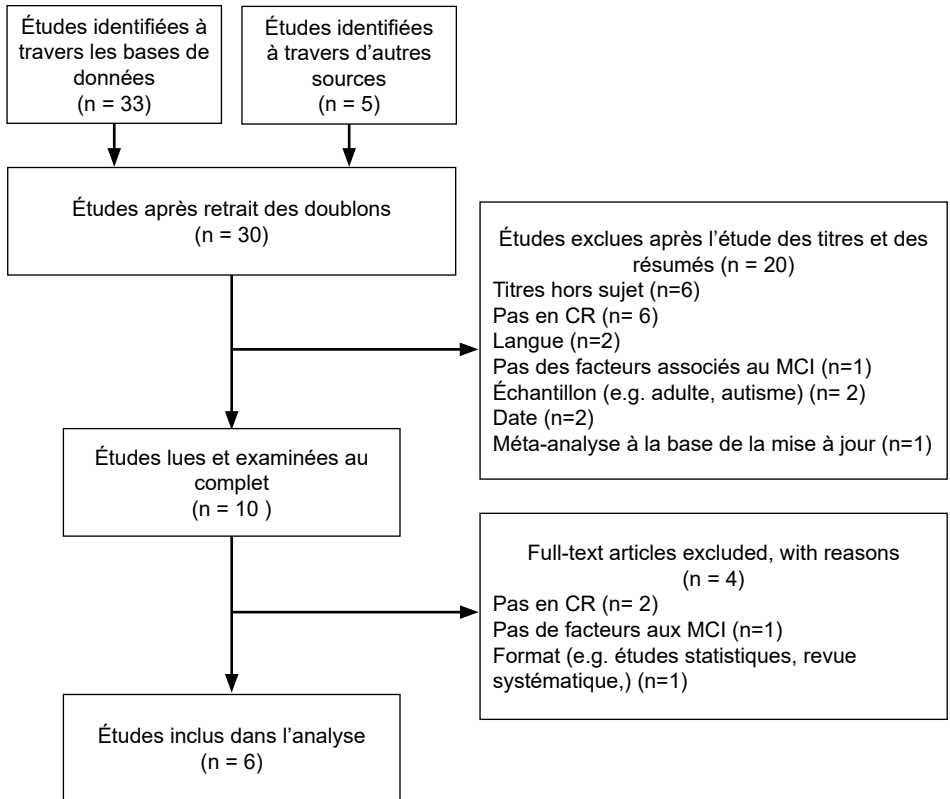 Études identifiées à
travers les bases de
données
(n = 33)
Études identifiées
à travers d'autres
sources
(n = 5)
Études après retrait des doublons
(n = 30)
Études exclues après l’étude des titres et des
résumés (n = 20)
Titres hors sujet (n=6)
Pas en CR (n= 6)
Langue (n=2)
Pas des facteurs associés au MCI (n=1)
Échantillon (e.g. adulte, autisme) (n= 2)
Date (n=2)
Méta-analyse à la base de la mise à jour (n=1)
Études lues et examinées au
complet
(n = 10 )
Full-text articles excluded, with reasons
(n = 4)
Pas en CR (n= 2)
Pas de facteurs aux MCI (n=1)
Format (e.g. études statistiques, revue
systématique,) (n=1)
Études inclus dans l’analyse
(n = 6)